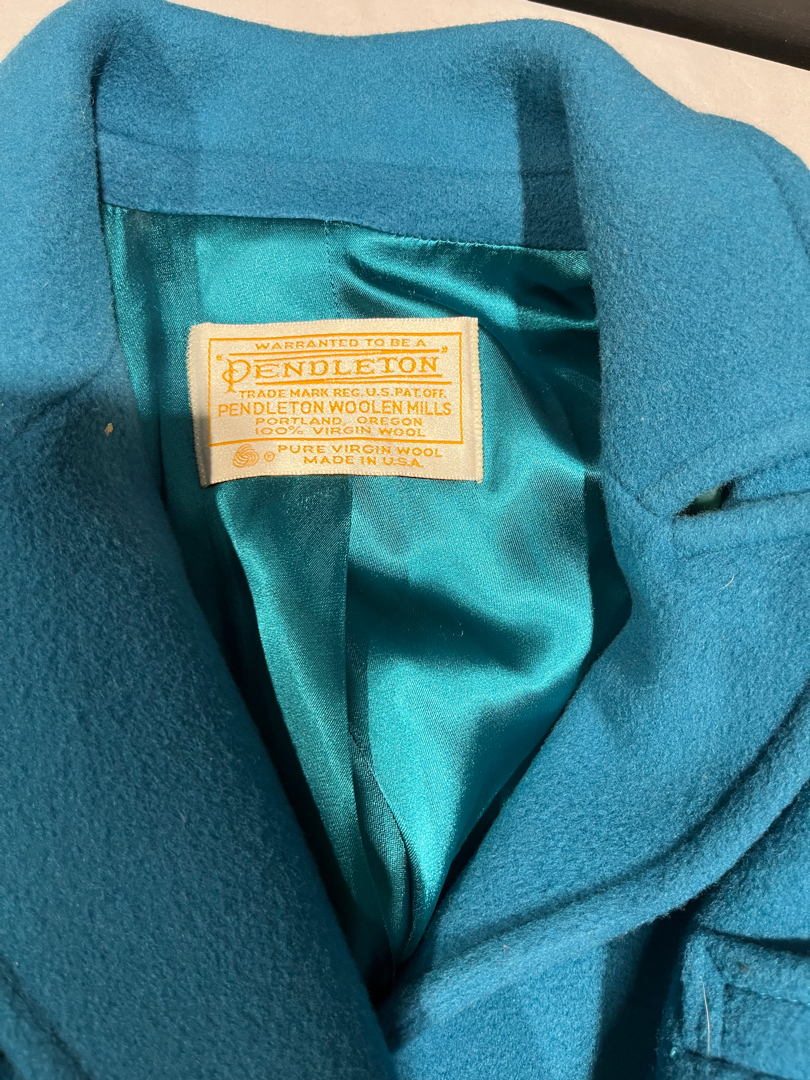 WARRANTED TO BE A
"PENDLETON"
TRADE MARK REG. U.S. PAT. OFF.
PENDLETON WOOLEN MILLS
PORTLAND, OREGON
100% VIRGIN WOOL
® PURE VIRGIN WOOL
MADE IN U.S.A.